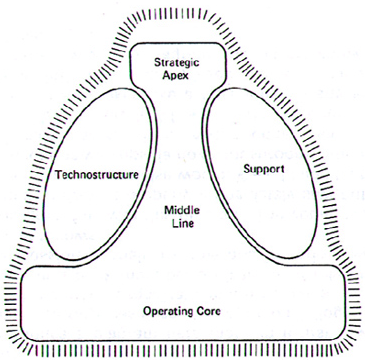 Strategic
Apex
Technostructure
Support
Middle
Line
Operating Core